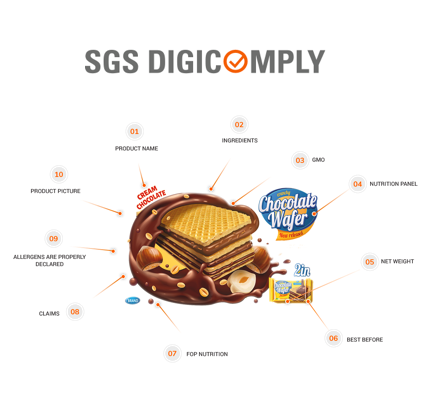 SGS DIGICOMPLY
01
PRODUCT NAME
02
INGREDIENTS
03
GMO
04
NUTRITION PANEL
05
NET WEIGHT
06
BEST BEFORE
07
FOP NUTRITION
08
CLAIMS
09
ALLERGENS ARE PROPERLY
DECLARED
10
PRODUCT PICTURE
CREAM
CHOCOLATE
Chocolate
Wafer
2in